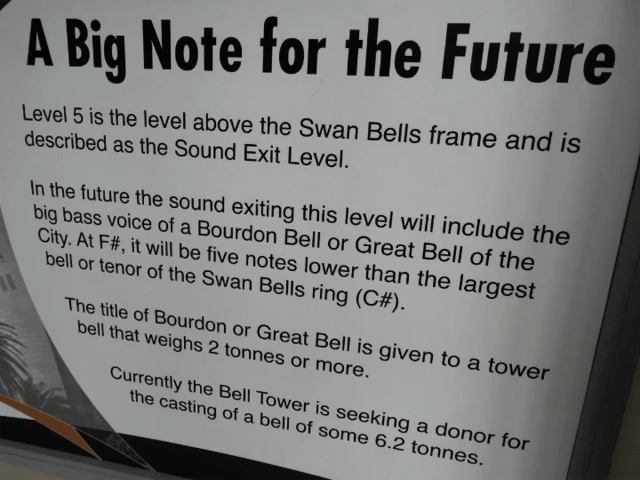 A Big Note for the Future
Level 5 is the level above the Swan Bells frame and is
described as the Sound Exit Level.
In the future the sound exiting this level will include the
big bass voice of a Bourdon Bell or Great Bell of the
City. At F#, it will be five notes lower than the largest
bell or tenor of the Swan Bells ring (C#).
The title of Bourdon or Great Bell is given to a tower
bell that weighs 2 tonnes or more.
Currently the Bell Tower is seeking a donor for
the casting of a bell of some 6.2 tonnes.